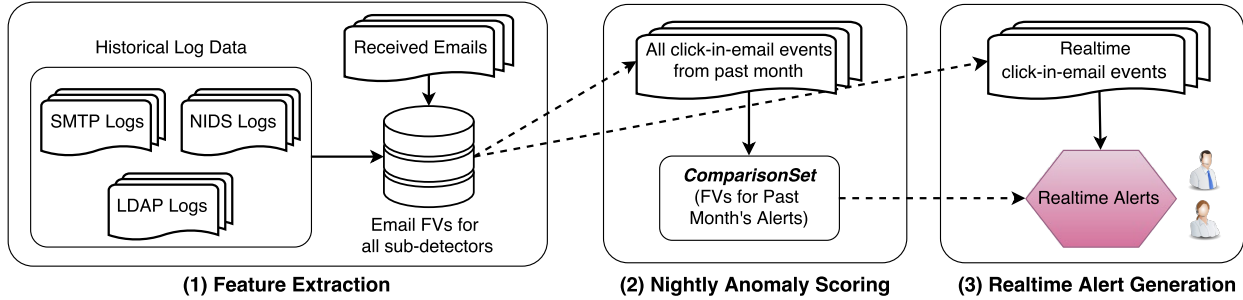 Historical Log Data
SMTP Logs
NIDS Logs
LDAP Logs
Received Emails
Email FVs for
all sub-detectors
(1) Feature Extraction
All click-in-email events
from past month
ComparisonSet
(FVs for Past
Month's Alerts)
(2) Nightly Anomaly Scoring
Realtime
click-in-email events
Realtime Alerts
(3) Realtime Alert Generation